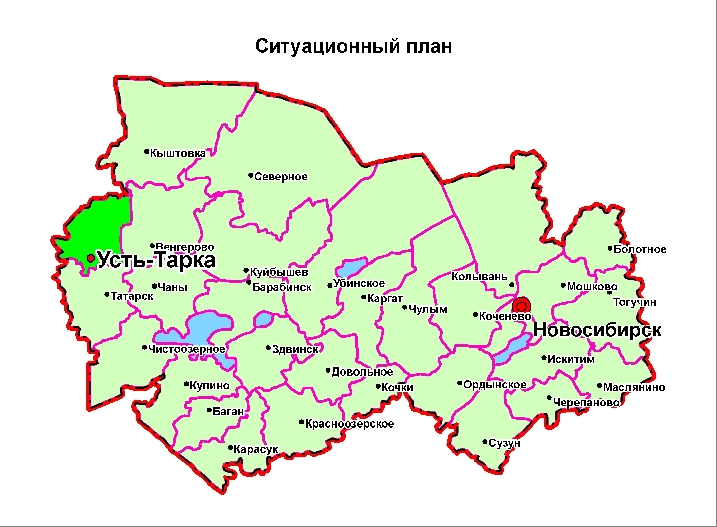 Ситуационный план
Кыштовка
Северное
Венгерово
Болотное
Усть-Тарка
Куйбышев
Убинское
Колывань
Мошково
Татарск
Чаны
Барабинск
Каргат
Тогучин
Чулым
Коченево
Новосибирск
Чистоозерное
Здвинск
Искитим
Купино
Довольное
Кочки
Ордынское
Маслянино
Черепаново
Баган
Красноозерское
Карасук
Сузун